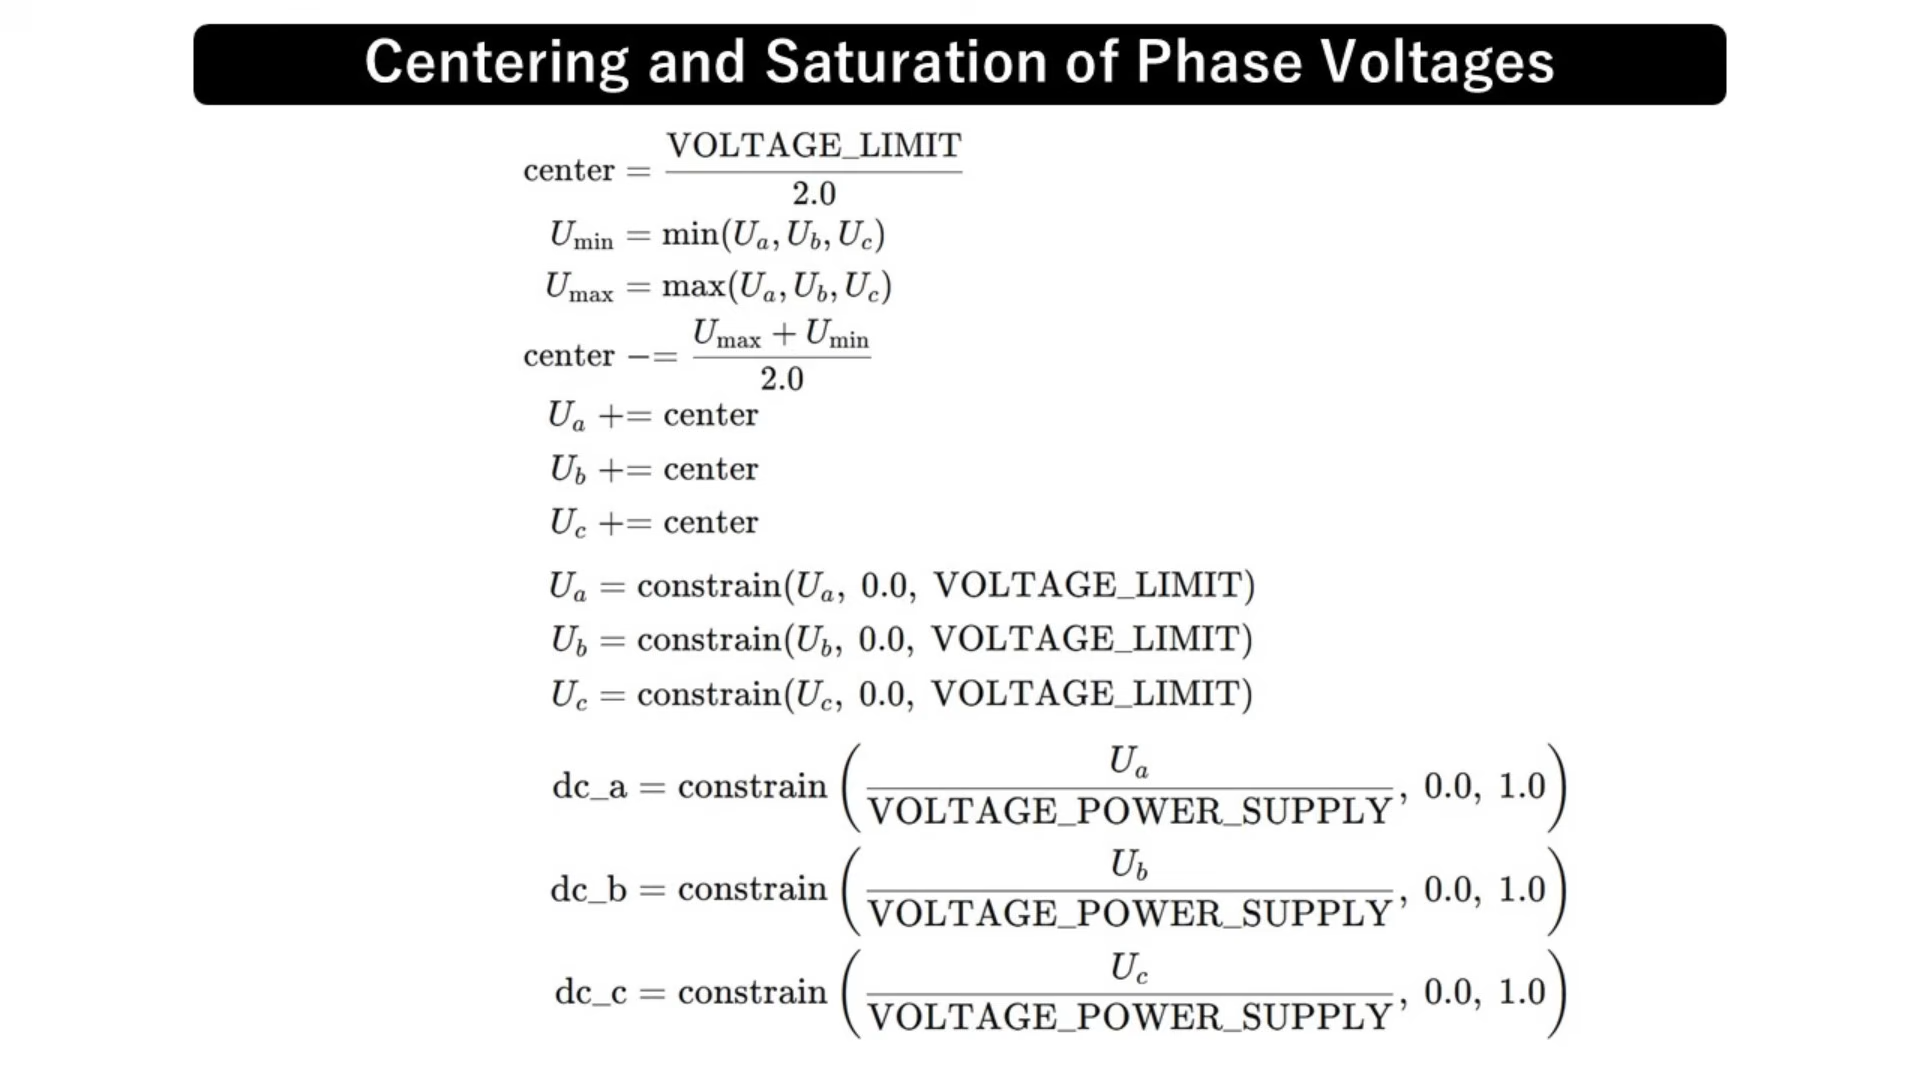 Centering and Saturation of Phase Voltages
center = VOLTAGE_LIMIT / 2.0
U_min = min(U_a, U_b, U_c)
U_max = max(U_a, U_b, U_c)
center −= (U_max + U_min) / 2.0
U_a += center
U_b += center
U_c += center
U_a = constrain(U_a, 0.0, VOLTAGE_LIMIT)
U_b = constrain(U_b, 0.0, VOLTAGE_LIMIT)
U_c = constrain(U_c, 0.0, VOLTAGE_LIMIT)
dc_a = constrain(U_a / VOLTAGE_POWER_SUPPLY, 0.0, 1.0)
dc_b = constrain(U_b / VOLTAGE_POWER_SUPPLY, 0.0, 1.0)
dc_c = constrain(U_c / VOLTAGE_POWER_SUPPLY, 0.0, 1.0)